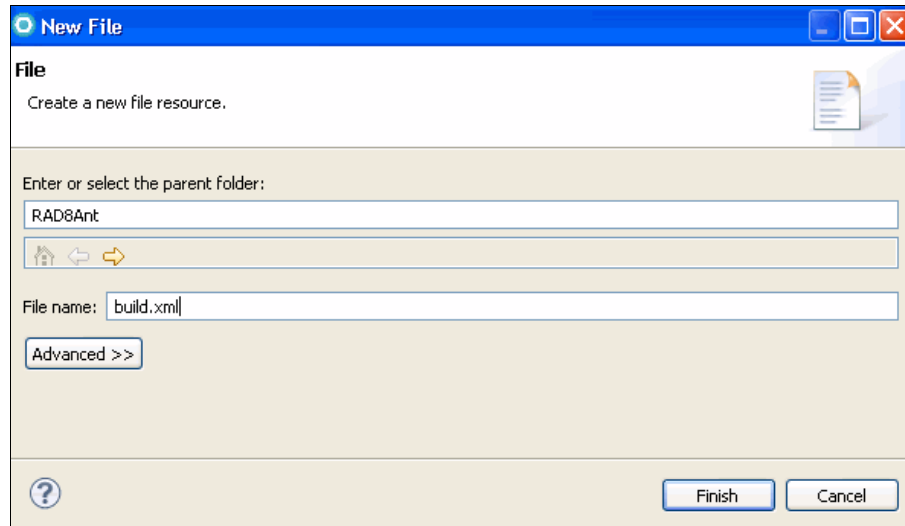 New File
File
Create a new file resource.
Enter or select the parent folder:
RAD8Ant
File name: build.xml
Advanced >>
? Finish Cancel